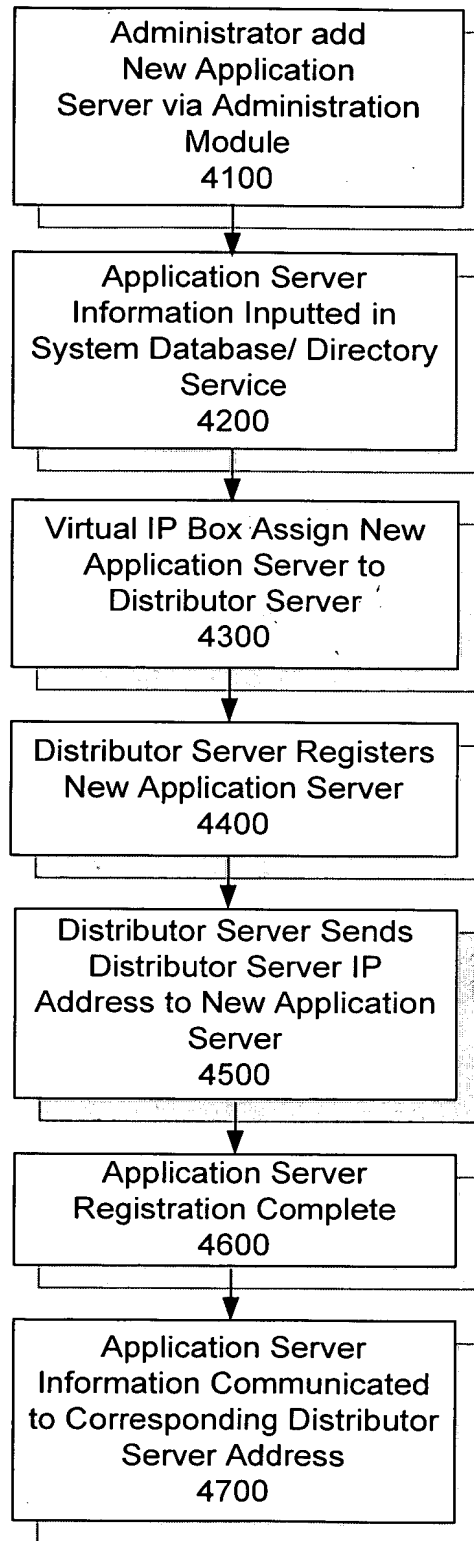 Administrator add
New Application
Server via Administration
Module
4100
Application Server
Information Inputted in
System Database/ Directory
Service
4200
Virtual IP Box Assign New
Application Server to
Distributor Server
4300
Distributor Server Registers
New Application Server
4400
Distributor Server Sends
Distributor Server IP
Address to New Application
Server
4500
Application Server
Registration Complete
4600
Application Server
Information Communicated
to Corresponding Distributor
Server Address
4700